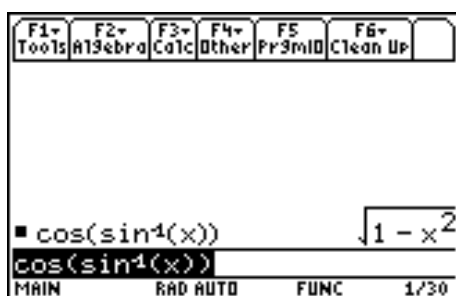 F1▾ F2▾ F3▾ F4▾ F5 F6▾
Tools Algebra Calc Other PrgmIO Clean Up
▪ cos(sin⁻¹(x)) √1 - x²
cos(sin⁻¹(x))
MAIN RAD AUTO FUNC 1/30